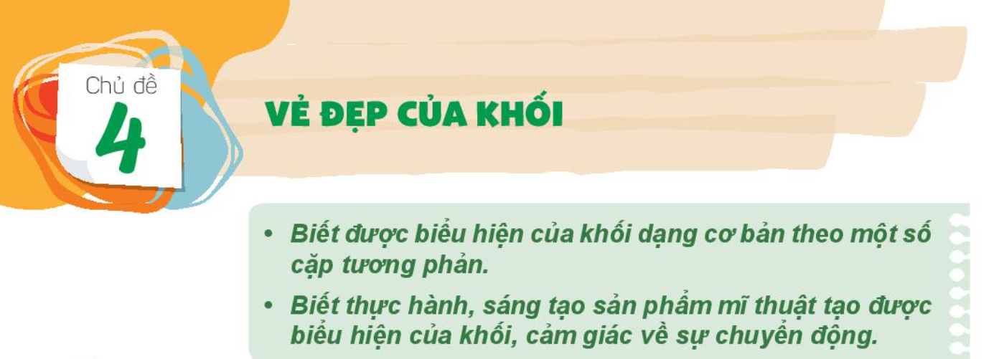 Chủ đề
4
VẺ ĐẸP CỦA KHỐI
• Biết được biểu hiện của khối dạng cơ bản theo một số
cặp tương phản.
• Biết thực hành, sáng tạo sản phẩm mĩ thuật tạo được
biểu hiện của khối, cảm giác về sự chuyển động.